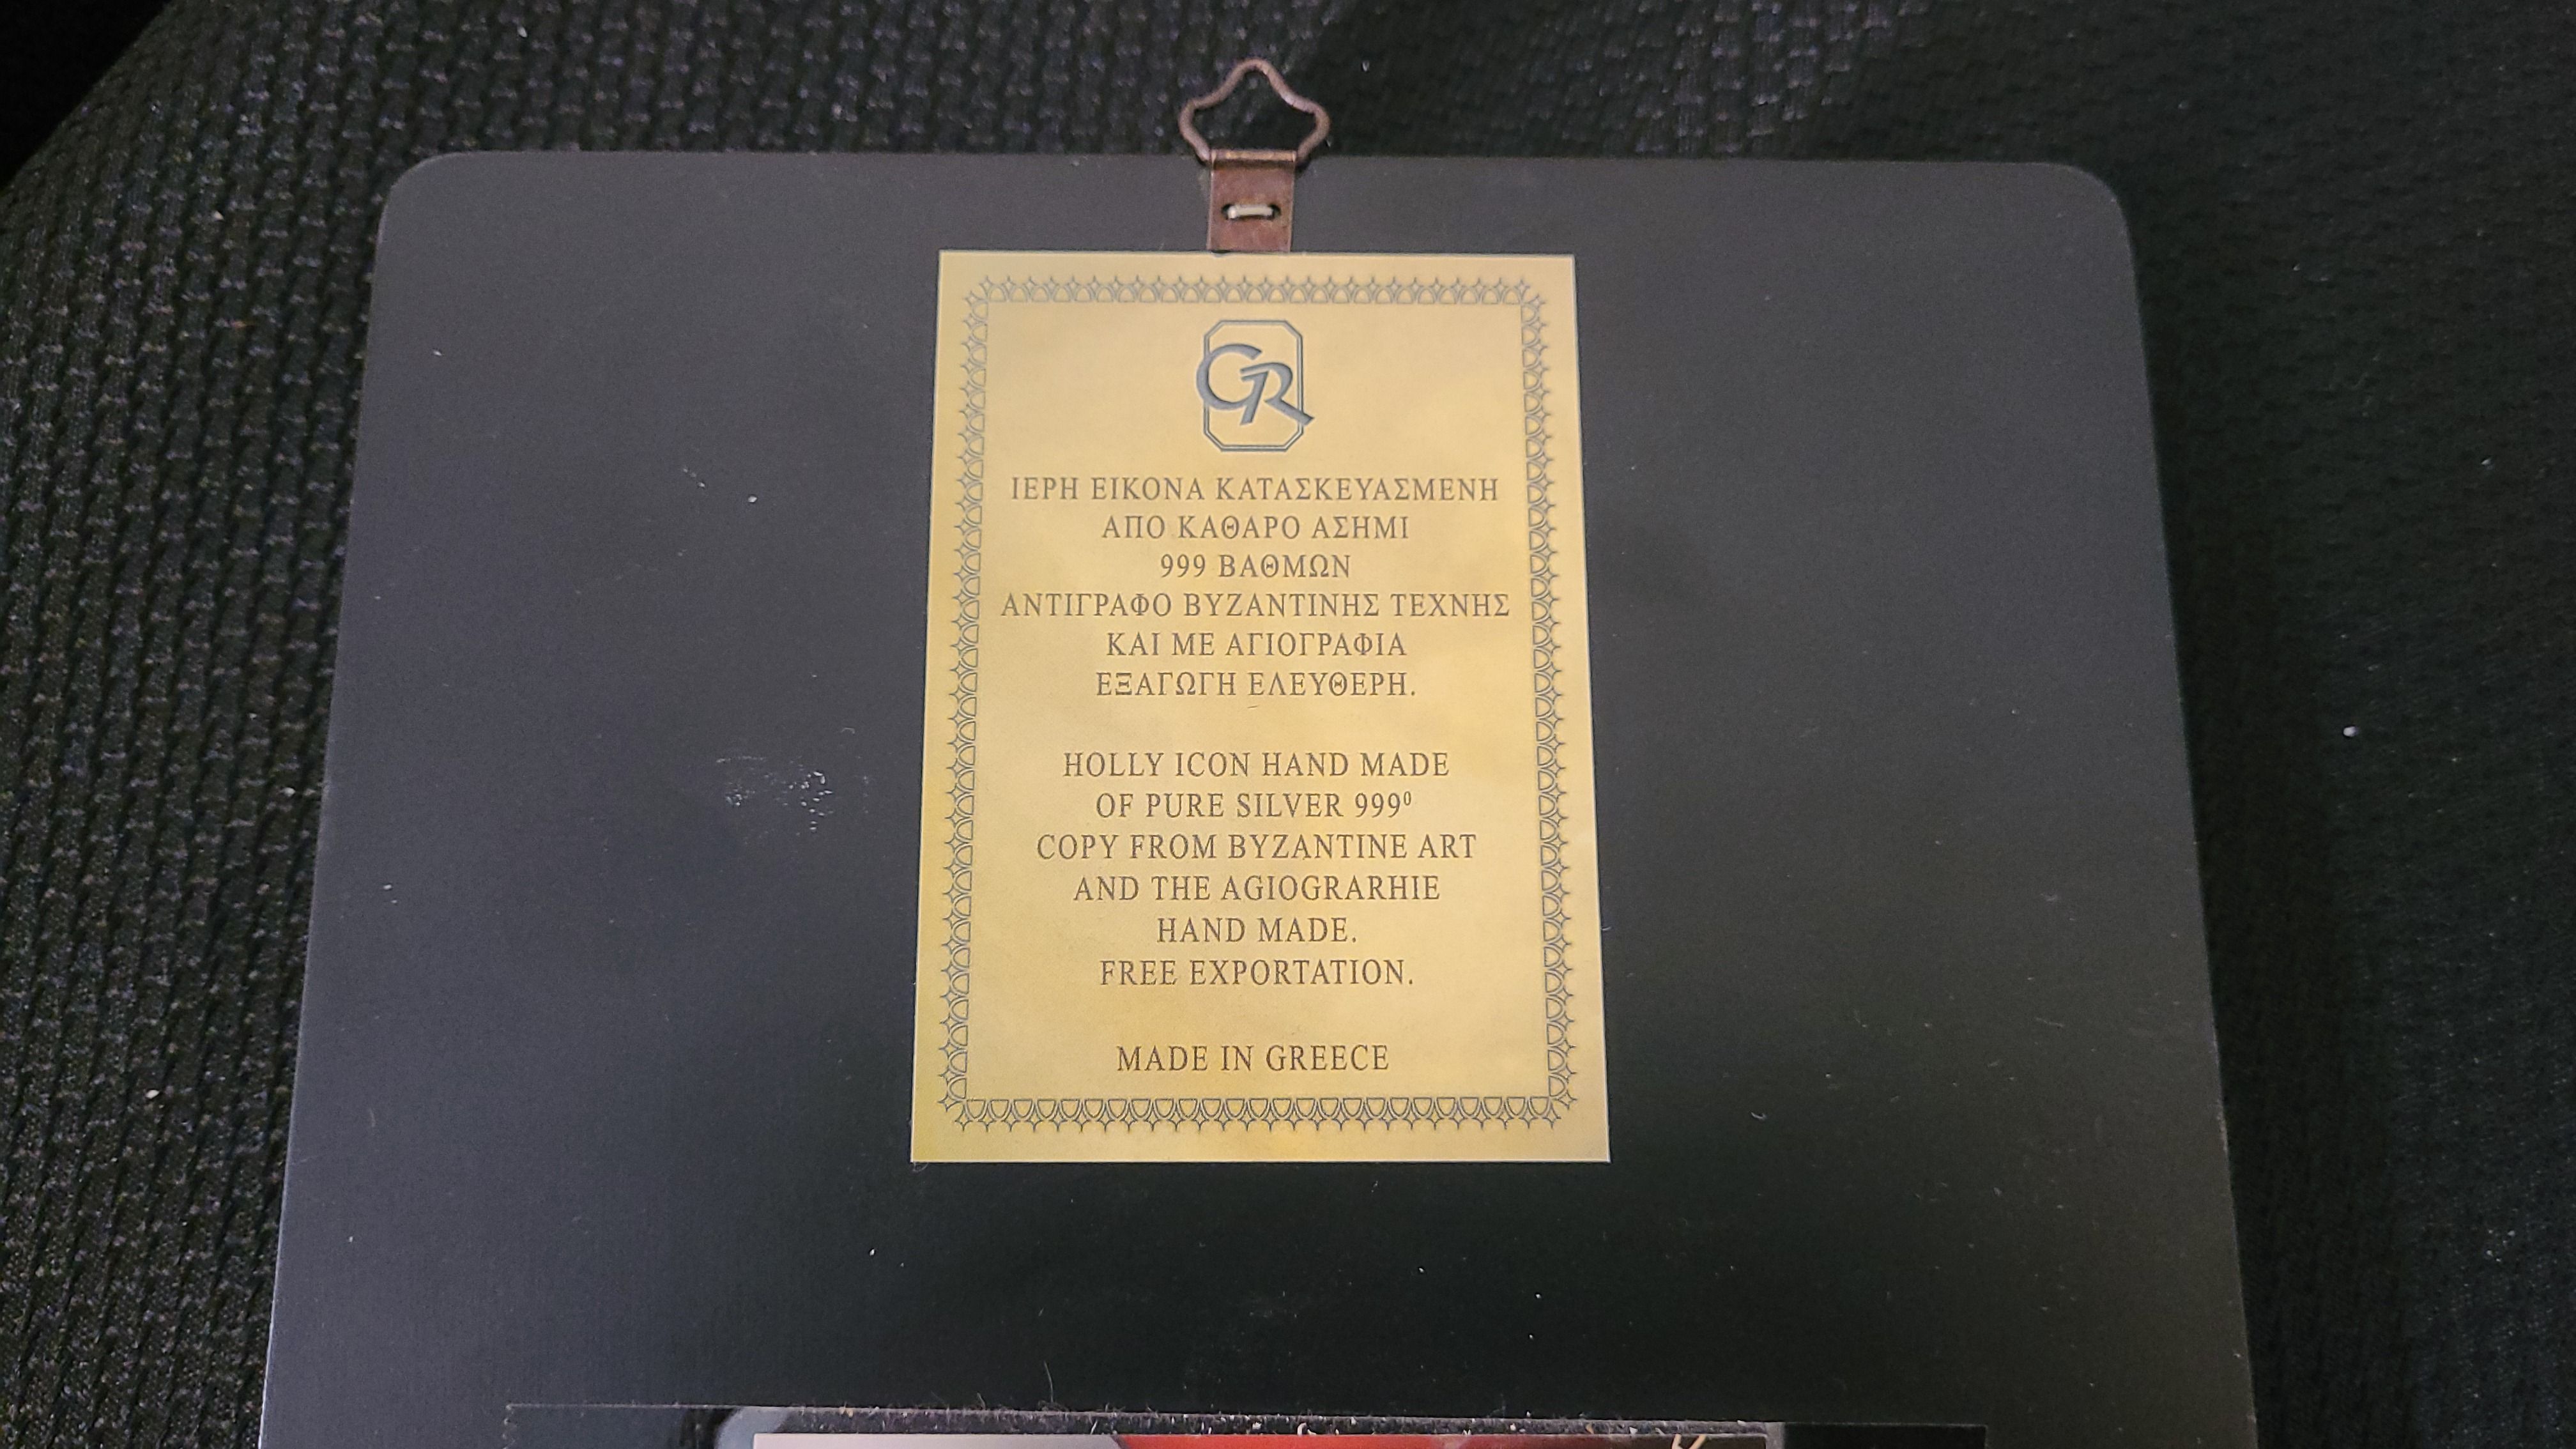 GR
ΙΕΡΗ ΕΙΚΟΝΑ ΚΑΤΑΣΚΕΥΑΣΜΕΝΗ
ΑΠΟ ΚΑΘΑΡΟ ΑΣΗΜΙ
999 ΒΑΘΜΩΝ
ΑΝΤΙΓΡΑΦΟ ΒΥΖΑΝΤΙΝΗΣ ΤΕΧΝΗΣ
ΚΑΙ ΜΕ ΑΓΙΟΓΡΑΦΙΑ
ΕΞΑΓΩΓΗ ΕΛΕΥΘΕΡΗ.
HOLLY ICON HAND MADE
OF PURE SILVER 999⁰
COPY FROM BYZANTINE ART
AND THE AGIOGRARHIE
HAND MADE.
FREE EXPORTATION.
MADE IN GREECE